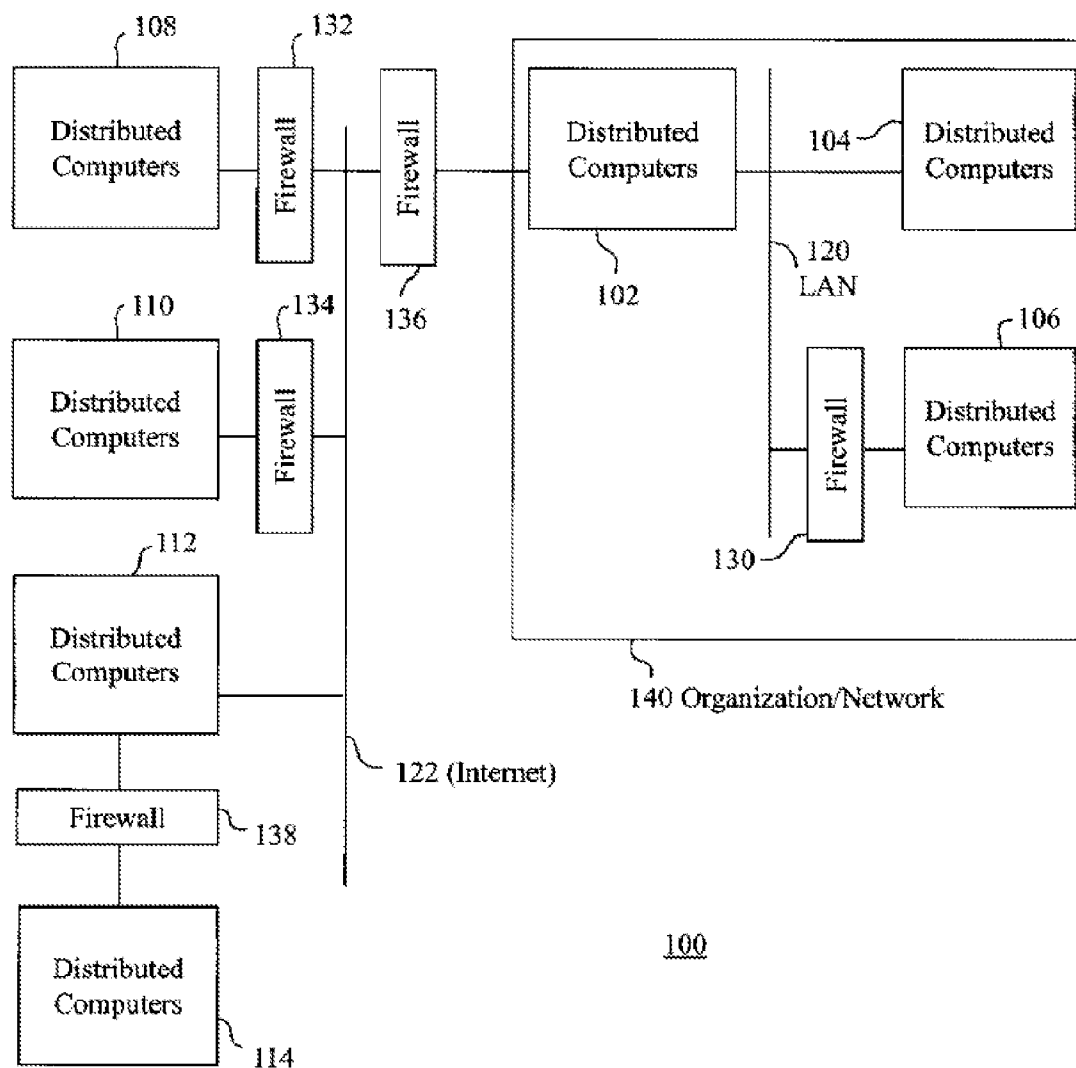 108
132
Distributed
Computers
Firewall
Firewall
Distributed
Computers
104
Distributed
Computers
102
120
LAN
136
110
134
106
Distributed
Computers
Firewall
Firewall
Distributed
Computers
130
112
Distributed
Computers
140 Organization/Network
122 (Internet)
Firewall
138
100
Distributed
Computers
114